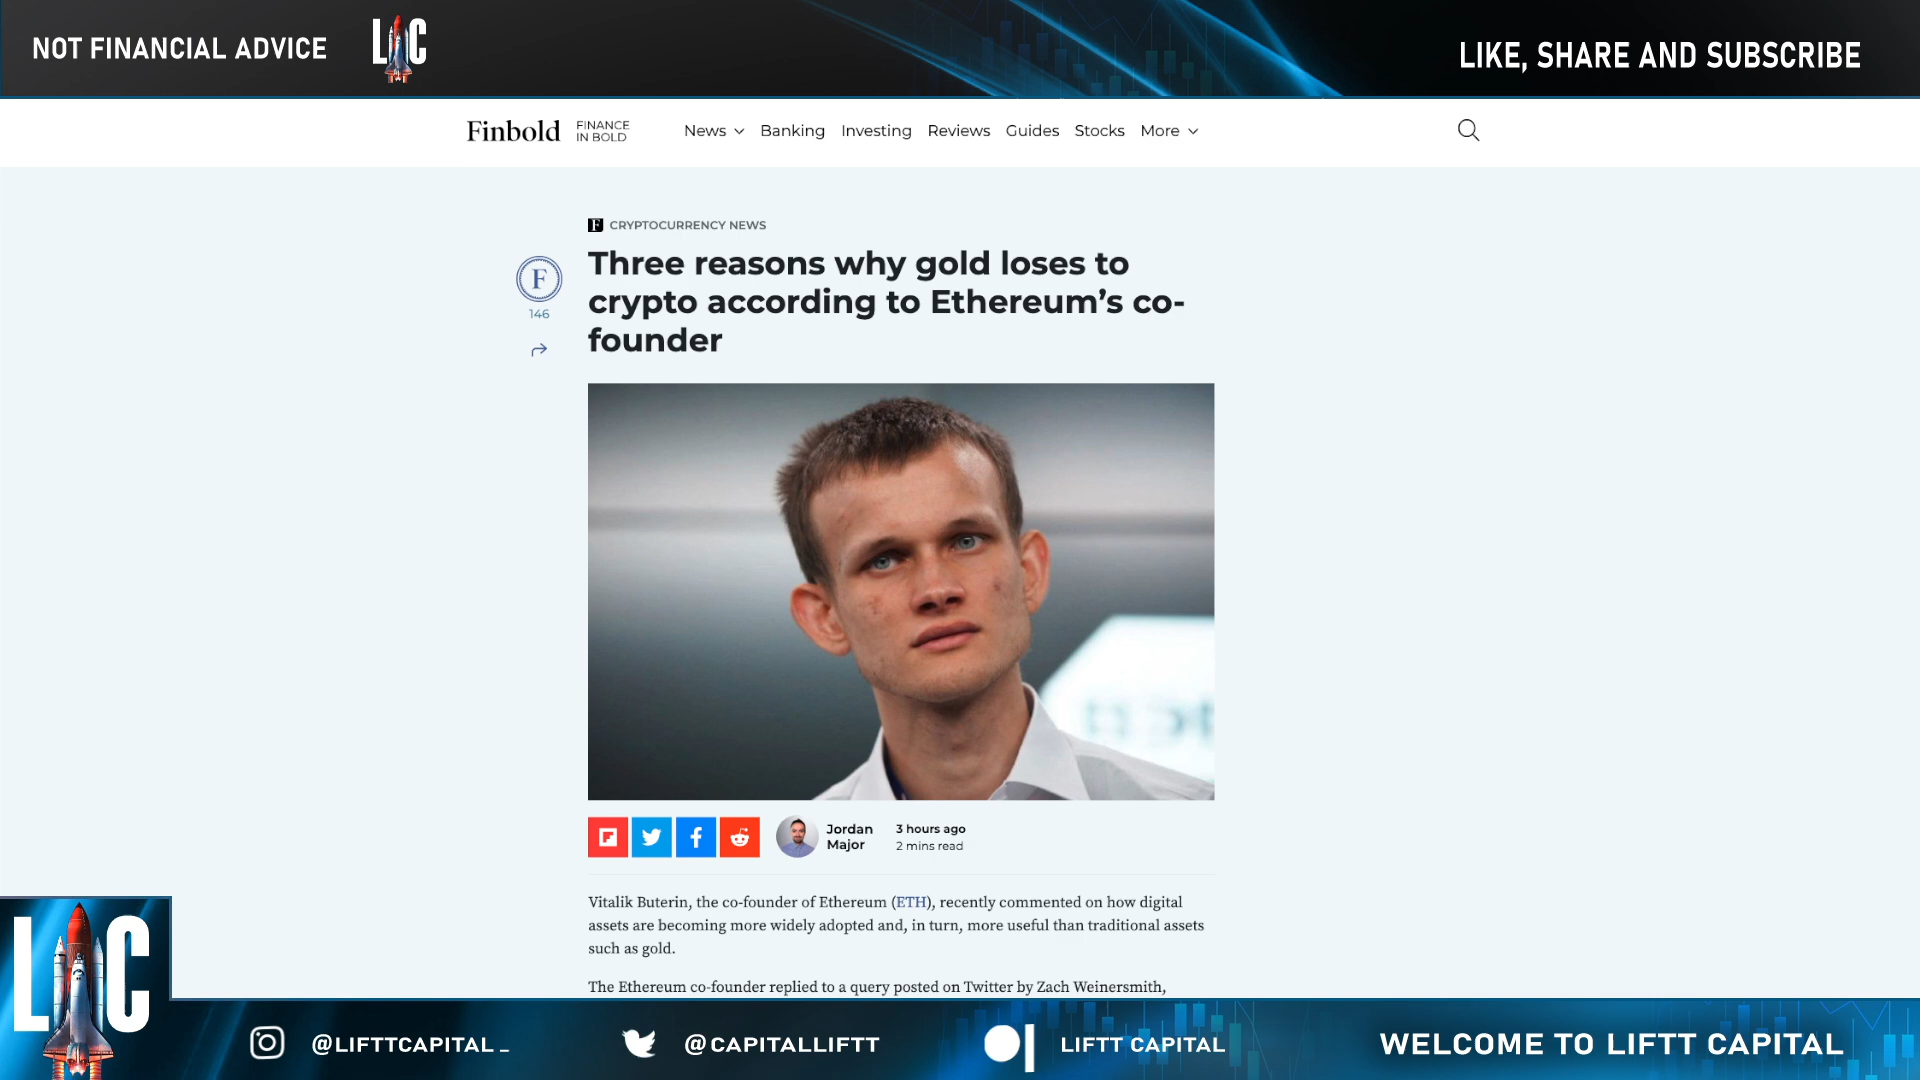 NOT FINANCIAL ADVICE
LC
LIKE, SHARE AND SUBSCRIBE
Finbold
FINANCE
IN BOLD
News
Banking
Investing
Reviews
Guides
Stocks
More
F CRYPTOCURRENCY NEWS
Three reasons why gold loses to
crypto according to Ethereum’s co-
founder
F
146
Jordan
Major
3 hours ago
2 mins read
Vitalik Buterin, the co-founder of Ethereum (ETH), recently commented on how digital
assets are becoming more widely adopted and, in turn, more useful than traditional assets
such as gold.
The Ethereum co-founder replied to a query posted on Twitter by Zach Weinersmith,
LC
@LIFTTCAPITAL_
@CAPITALLIFTT
LIFTT CAPITAL
WELCOME TO LIFTT CAPITAL